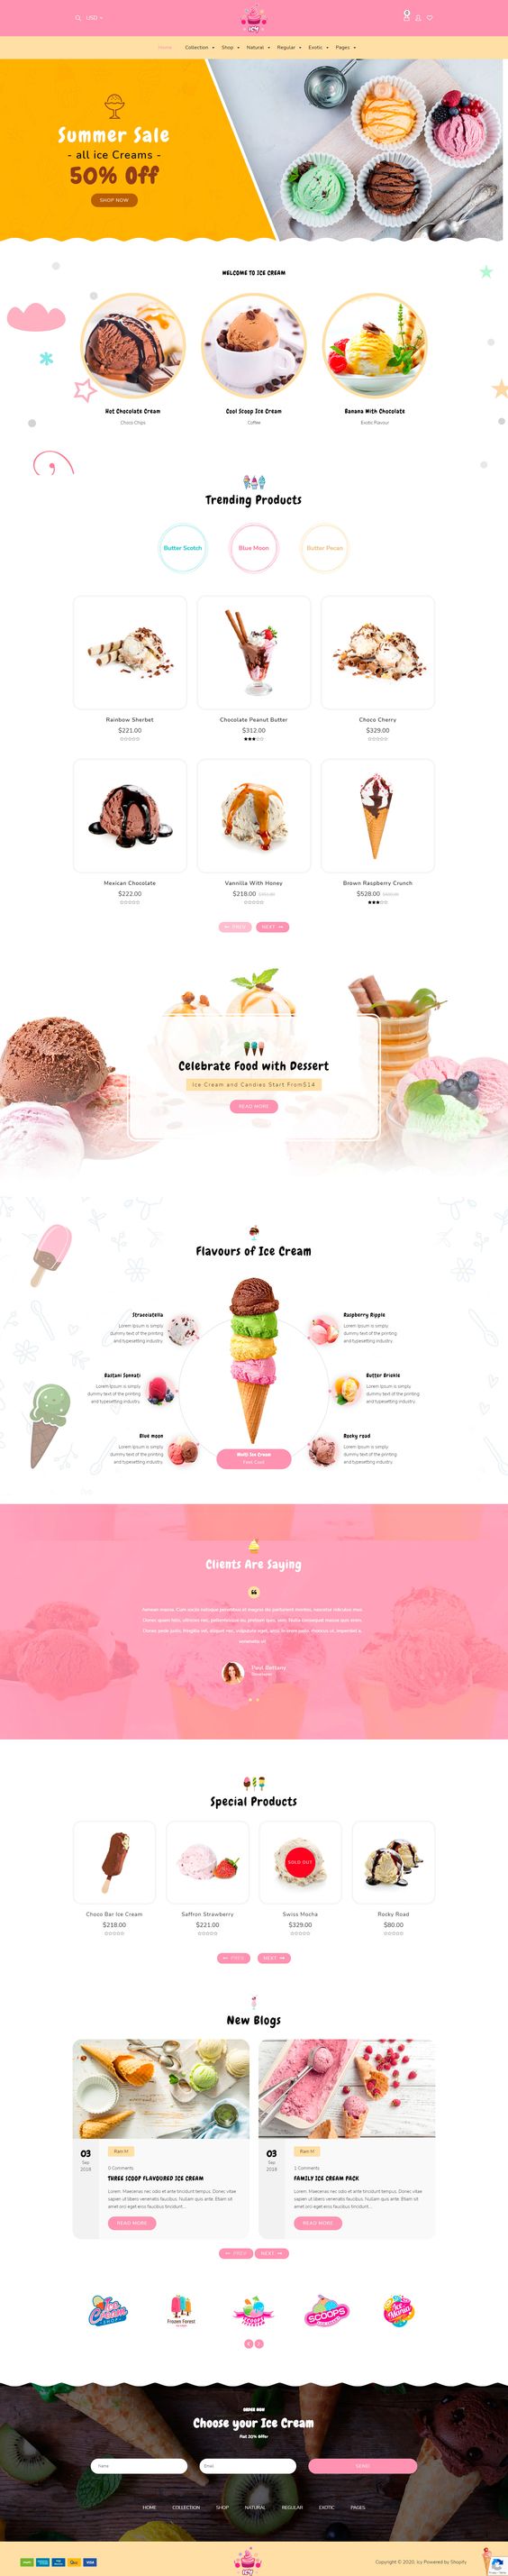 USD
ICY
Home Collection Shop Natural Regular Exotic Pages
Summer Sale
- all ice Creams -
50% Off
SHOP NOW
WELCOME TO ICE CREAM
Hot Chocolate Cream
Cool Scoop Ice Cream
Banana With Chocolate
Choco Chips
Coffee
Exotic Flavour
Trending Products
Butter Scotch
Blue Moon
Butter Pecan
Rainbow Sherbet
Chocolate Peanut Butter
Choco Cherry
$221.00
$312.00
$329.00
Mexican Chocolate
Vannilla With Honey
Brown Raspberry Crunch
$222.00
$218.00
$528.00
PREV
NEXT
Celebrate Food with Dessert
Ice Cream and Candies Start From$14
READ MORE
Flavours of Ice Cream
Stracciatella
Lorem Ipsum is simply
dummy text of the printing
and typesetting industry.
Raspberry Ripple
Lorem Ipsum is simply
dummy text of the printing
and typesetting industry.
Lorem Ipsum is simply
dummy text of the printing
and typesetting industry.
Butter Brickle
Lorem Ipsum is simply
dummy text of the printing
and typesetting industry.
Blue moon
Lorem Ipsum is simply
dummy text of the printing
and typesetting industry.
Rocky road
Lorem Ipsum is simply
dummy text of the printing
and typesetting industry.
Multi Ice Cream
Clients Are Saying
Paul Bettany
Special Products
SOLD OUT
Choco Bar Ice Cream
Saffron Strawberry
Swiss Mocha
Rocky Road
$218.00
$221.00
$329.00
$80.00
PREV
NEXT
New Blogs
03
Sep
2018
Ram M
0 Comments
THREE SCOOP FLAVOURED ICE CREAM
Lorem. Maecenas nec odio et ante tincidunt tempus. Donec vitae
sapien ut libero venenatis faucibus. Nullam quis ante. Etiam sit
amet orci eget eros faucibus tincidunt...
READ MORE
03
Sep
2018
Ram M
1 Comments
FAMILY ICE CREAM PACK
Lorem. Maecenas nec odio et ante tincidunt tempus. Donec vitae
sapien ut libero venenatis faucibus. Nullam quis ante. Etiam sit
amet orci eget eros faucibus tincidunt...
READ MORE
PREV
NEXT
Ice Cream
SHOP
Frozen Forest
SCOOPS
Ice Mania
ORDER NOW
Choose your Ice Cream
Flat 20% Offer
Name
Email
SEND
HOME COLLECTION SHOP NATURAL REGULAR EXOTIC PAGES
VISA
ICY
Copyright © 2020, Icy Powered by Shopify